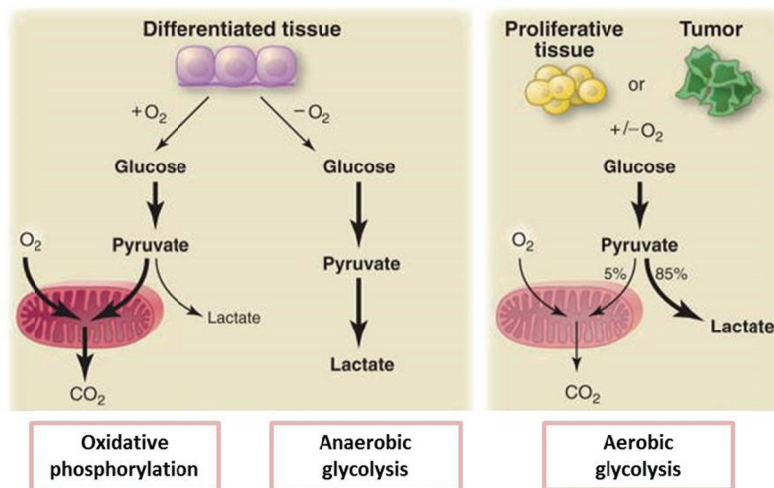 Differentiated tissue
+O2
−O2
Glucose
Glucose
O2
Pyruvate
Pyruvate
Lactate
Lactate
CO2
Proliferative
tissue
or
Tumor
+/−O2
Glucose
O2
Pyruvate
5%
85%
Lactate
CO2
Oxidative
phosphorylation
Anaerobic
glycolysis
Aerobic
glycolysis